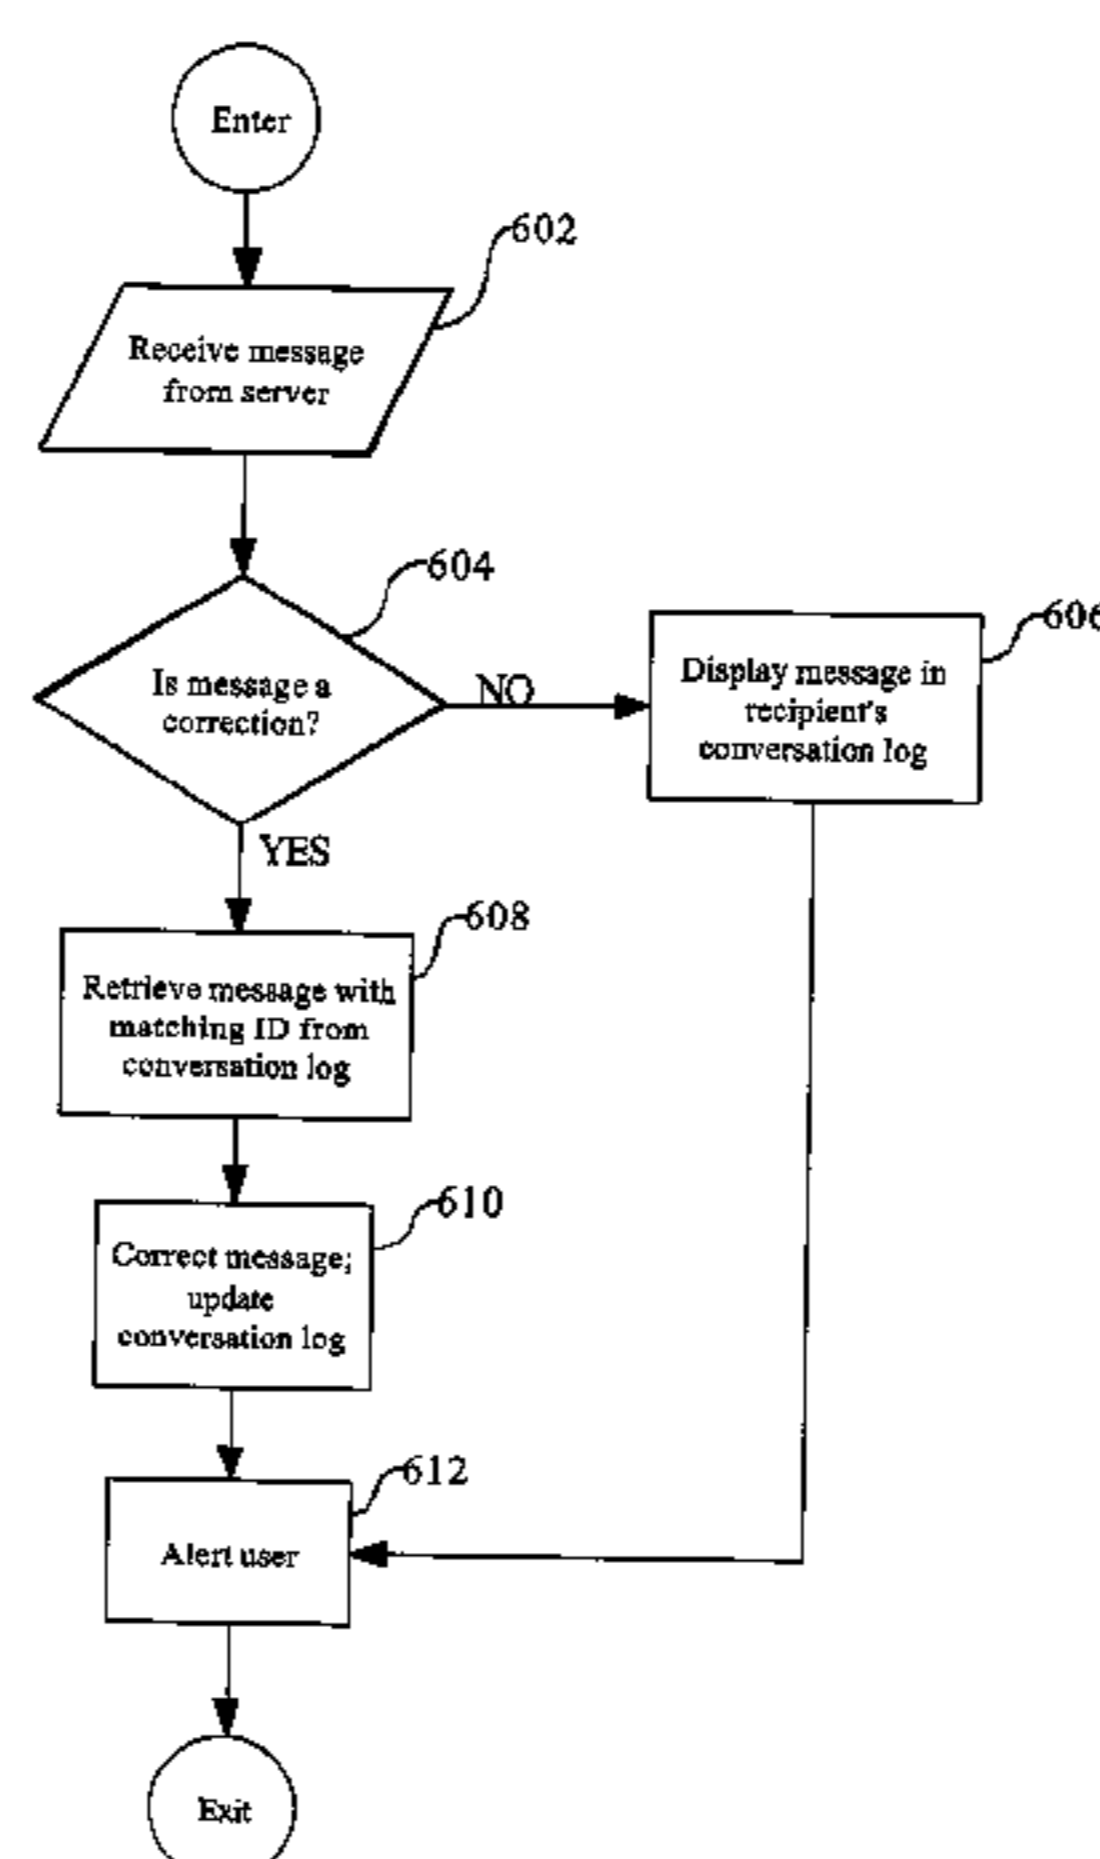 Enter
602
Receive message
from server
604
Is message a
correction?
NO
606
Display message in
recipient's
conversation log
YES
608
Retrieve message with
matching ID from
conversation log
610
Correct message;
update
conversation log
612
Alert user
Exit